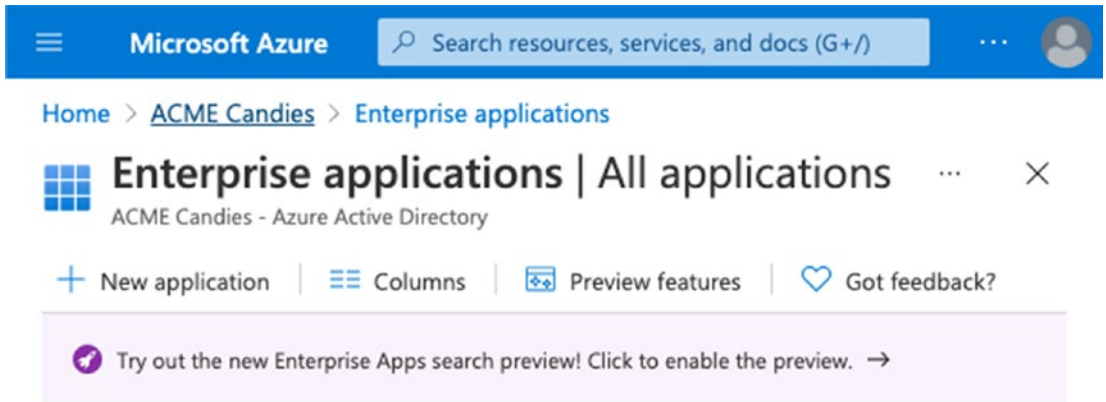 Microsoft Azure Search resources, services, and docs (G+/) ...
Home > ACME Candies > Enterprise applications
Enterprise applications | All applications ...
ACME Candies - Azure Active Directory
+ New application Columns Preview features Got feedback?
Try out the new Enterprise Apps search preview! Click to enable the preview. →